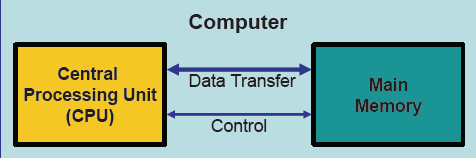 Computer
Central
Processing Unit
(CPU)
Data Transfer
Control
Main
Memory